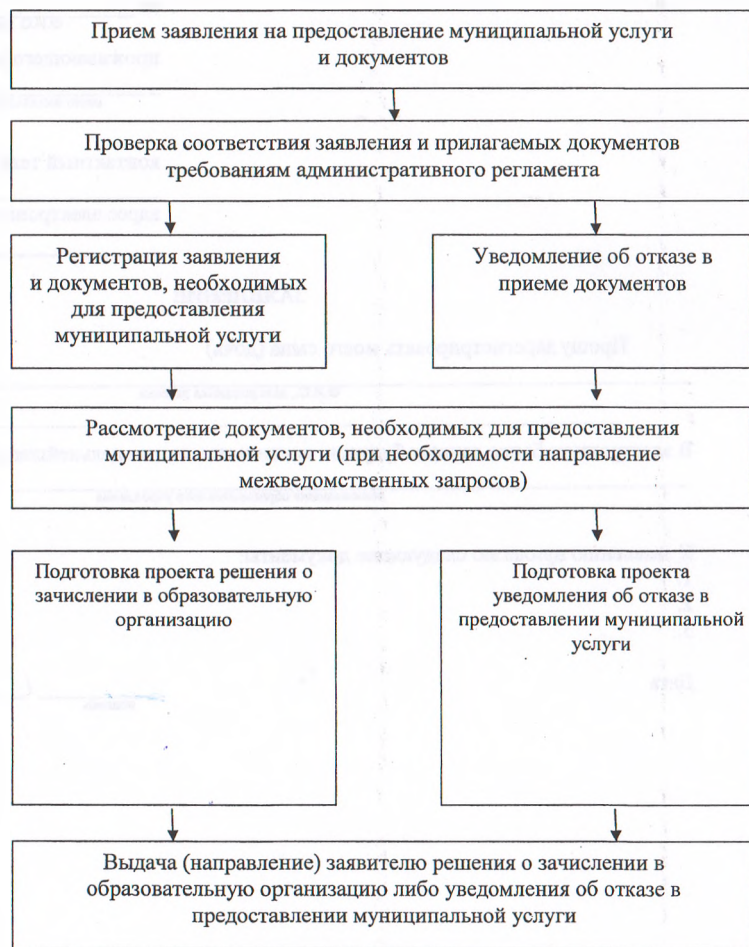 Прием заявления на предоставление муниципальной услуги
и документов
Проверка соответствия заявления и прилагаемых документов
требованиям административного регламента
Регистрация заявления
и документов, необходимых
для предоставления
муниципальной услуги
Уведомление об отказе в
приеме документов
Рассмотрение документов, необходимых для предоставления
муниципальной услуги (при необходимости направление
межведомственных запросов)
Подготовка проекта решения о
зачислении в образовательную
организацию
Подготовка проекта
уведомления об отказе в
предоставлении муниципальной
услуги
Выдача (направление) заявителю решения о зачислении в
образовательную организацию либо уведомления об отказе в
предоставлении муниципальной услуги